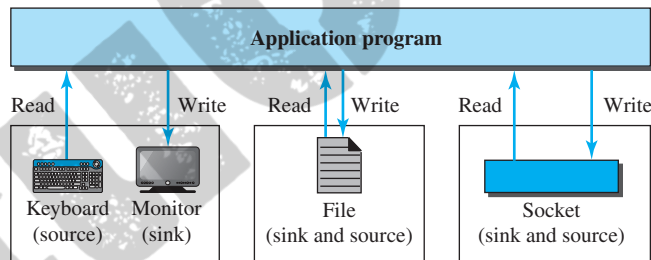 Application program
Read Write Read Write Read Write
Keyboard Monitor File Socket
(source) (sink) (sink and source) (sink and source)